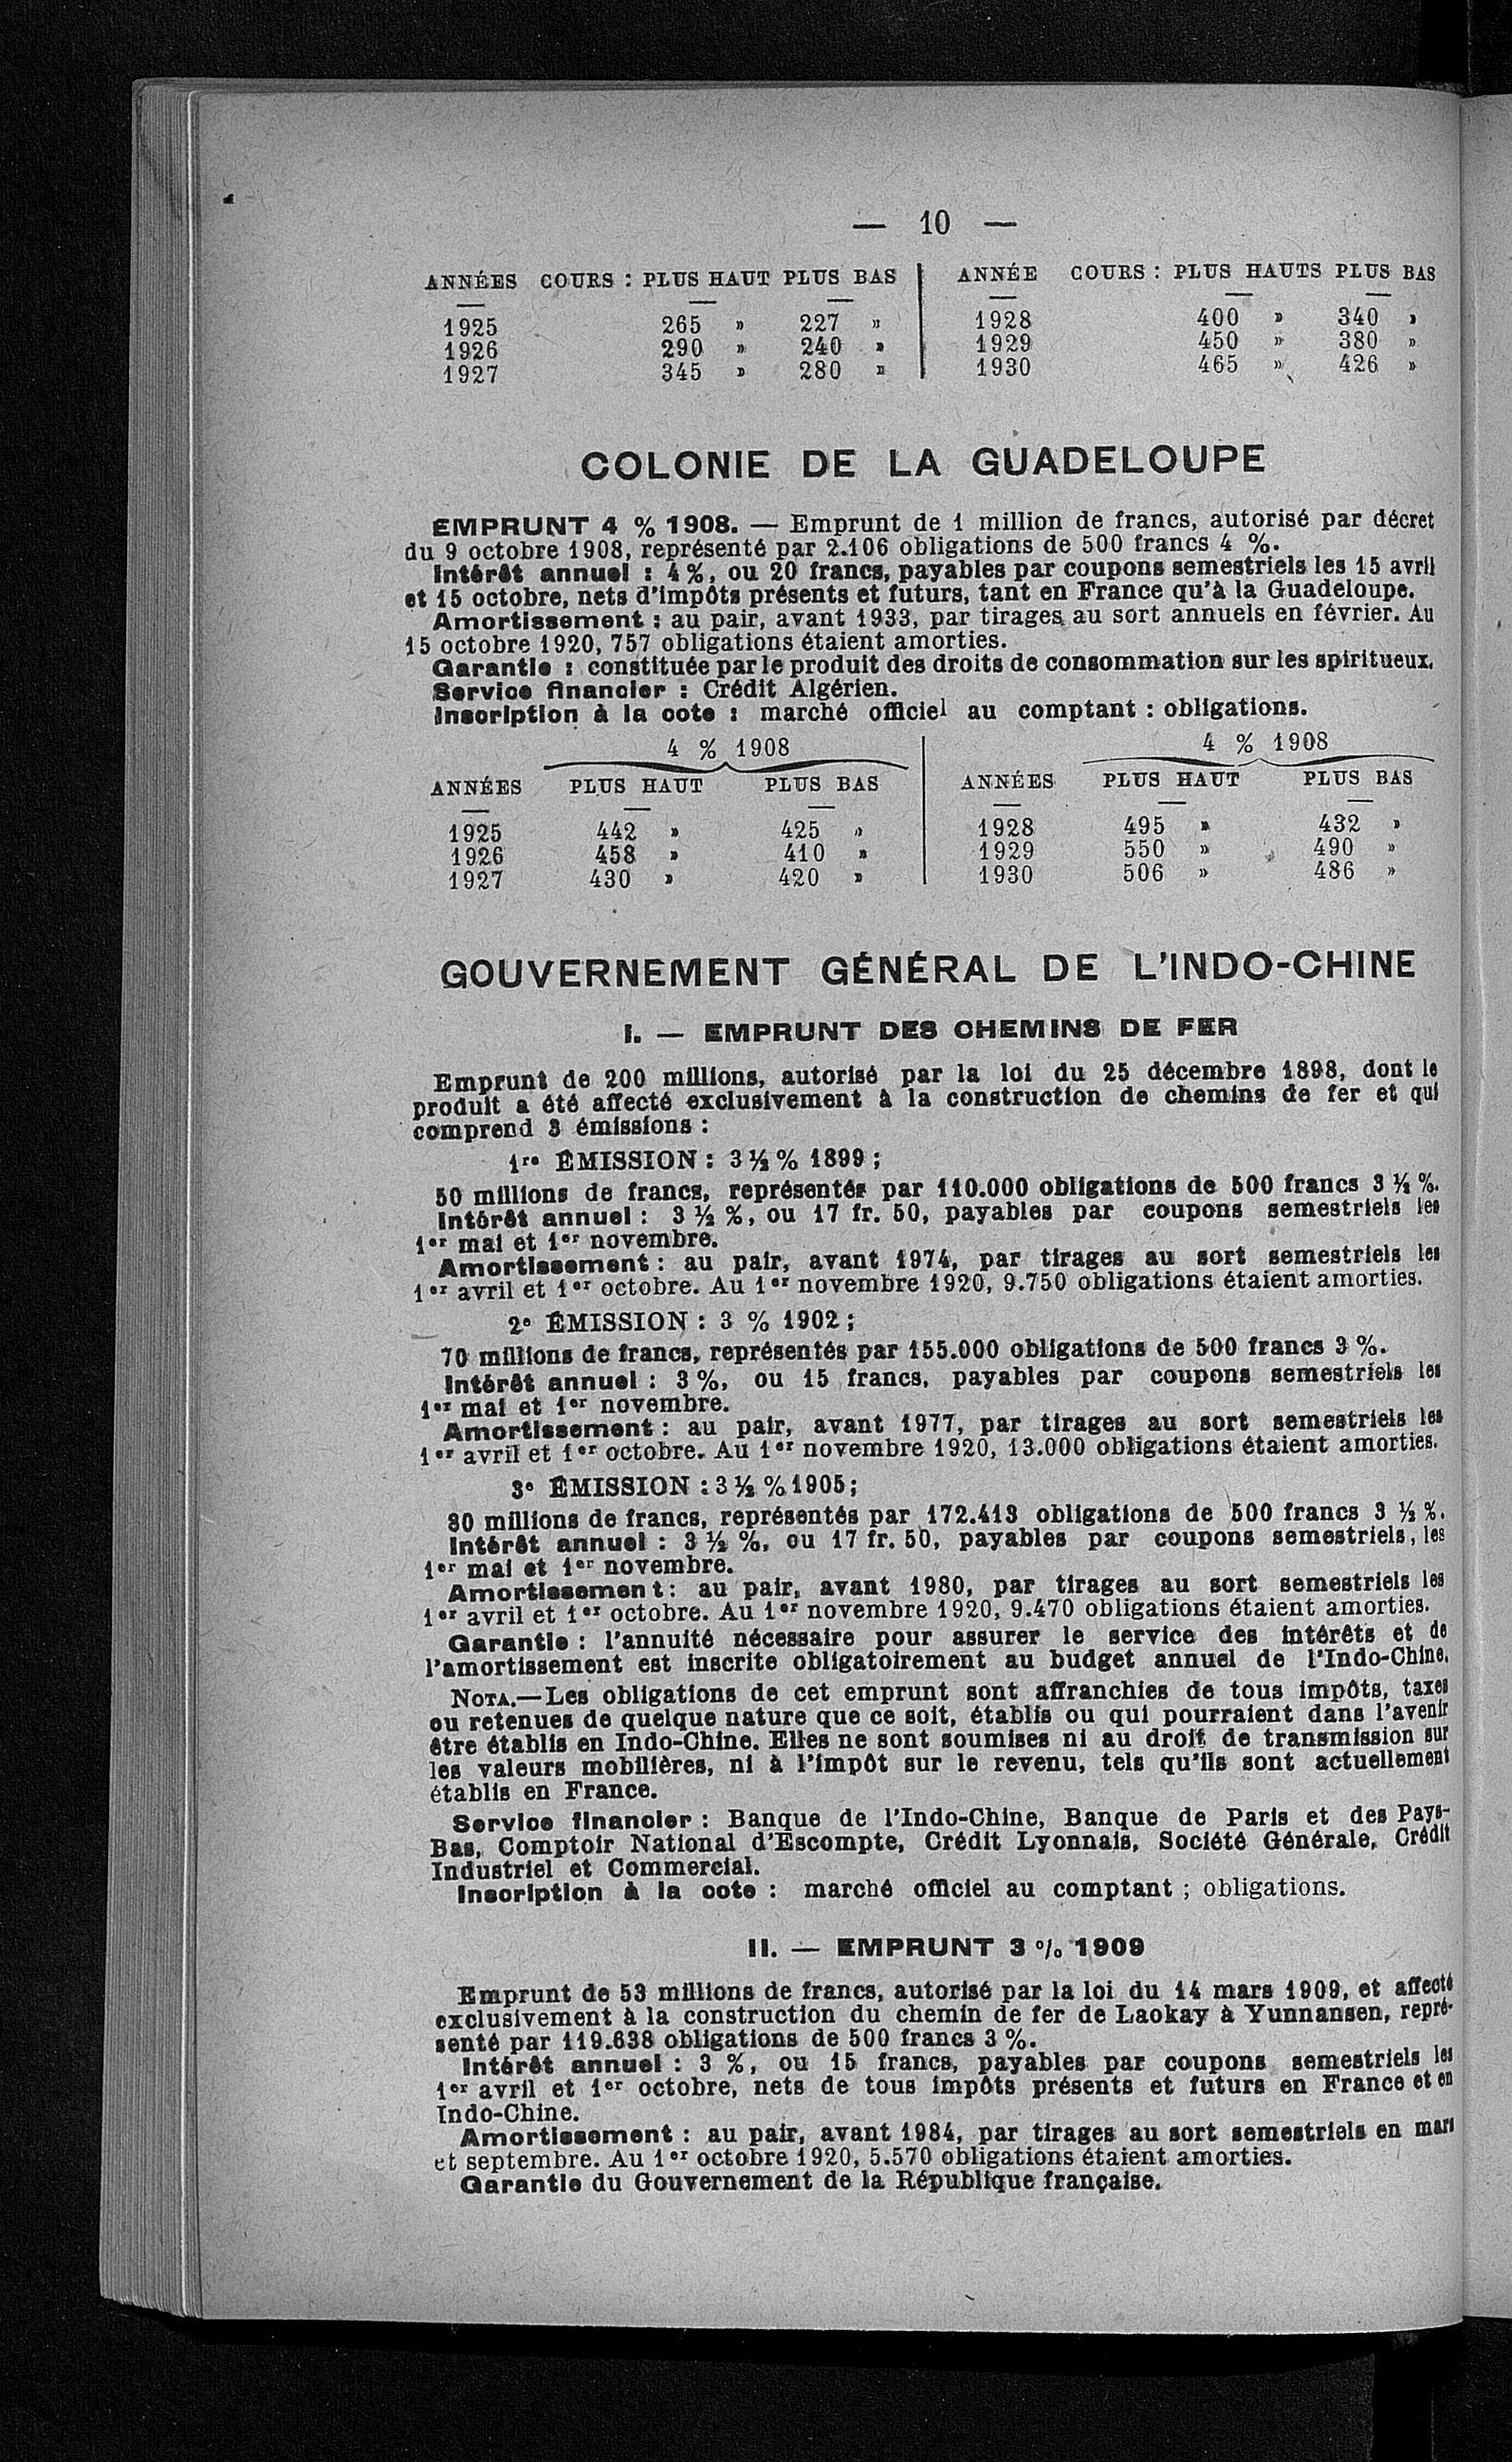 — 10 —
ANNÉES COURS : PLUS HAUT PLUS BAS
1925 265 » 227 »
1926 290 » 240 »
1927 345 » 280 »
ANNÉE COURS : PLUS HAUTS PLUS BAS
1928 400 » 340 »
1929 450 » 380 »
1930 465 » 426 »
COLONIE DE LA GUADELOUPE
EMPRUNT 4 % 1908. — Emprunt de 1 million de francs, autorisé par décret
du 9 octobre 1908, représenté par 2.106 obligations de 500 francs 4 %.
Intérêt annuel : 4 %, ou 20 francs, payables par coupons semestriels les 15 avril
et 15 octobre, nets d'impôts présents et futurs, tant en France qu'à la Guadeloupe.
Amortissement : au pair, avant 1933, par tirages au sort annuels en février. Au
15 octobre 1920, 757 obligations étaient amorties.
Garantie : constituée par le produit des droits de consommation sur les spiritueux.
Service financier : Crédit Algérien.
Inscription à la cote : marché officiel au comptant : obligations.
4 % 1908
ANNÉES PLUS HAUT PLUS BAS
1925 442 » 425 »
1926 458 » 410 »
1927 430 » 420 »
4 % 1908
ANNÉES PLUS HAUT PLUS BAS
1928 495 » 432 »
1929 550 » 490 »
1930 506 » 486 »
GOUVERNEMENT GÉNÉRAL DE L'INDO-CHINE
I. — EMPRUNT DES CHEMINS DE FER
Emprunt de 200 millions, autorisé par la loi du 25 décembre 1898, dont le
produit a été affecté exclusivement à la construction de chemins de fer et qui
comprend 3 émissions :
1re ÉMISSION : 3 ½ % 1899 ;
50 millions de francs, représentés par 110.000 obligations de 500 francs 3 ½ %.
Intérêt annuel : 3 ½ %, ou 17 fr. 50, payables par coupons semestriels les
1er mai et 1er novembre.
Amortissement : au pair, avant 1974, par tirages au sort semestriels les
1er avril et 1er octobre. Au 1er novembre 1920, 9.750 obligations étaient amorties.
2e ÉMISSION : 3 % 1902 ;
70 millions de francs, représentés par 155.000 obligations de 500 francs 3 %.
Intérêt annuel : 3 %, ou 15 francs, payables par coupons semestriels les
1er mai et 1er novembre.
Amortissement : au pair, avant 1977, par tirages au sort semestriels les
1er avril et 1er octobre. Au 1er novembre 1920, 13.000 obligations étaient amorties.
3e ÉMISSION : 3 ½ % 1905 ;
80 millions de francs, représentés par 172.413 obligations de 500 francs 3 ½ %.
Intérêt annuel : 3 ½ %, ou 17 fr. 50, payables par coupons semestriels, les
1er mai et 1er novembre.
Amortissement : au pair, avant 1980, par tirages au sort semestriels les
1er avril et 1er octobre. Au 1er novembre 1920, 9.470 obligations étaient amorties.
Garantie : l'annuité nécessaire pour assurer le service des intérêts et de
l'amortissement est inscrite obligatoirement au budget annuel de l'Indo-Chine.
NOTA.—Les obligations de cet emprunt sont affranchies de tous impôts, taxes
ou retenues de quelque nature que ce soit, établis ou qui pourraient dans l'avenir
être établis en Indo-Chine. Elles ne sont soumises ni au droit de transmission sur
les valeurs mobilières, ni à l'impôt sur le revenu, tels qu'ils sont actuellement
établis en France.
Service financier : Banque de l'Indo-Chine, Banque de Paris et des Pays-
Bas, Comptoir National d'Escompte, Crédit Lyonnais, Société Générale, Crédit
Industriel et Commercial.
Inscription à la cote : marché officiel au comptant ; obligations.
II. — EMPRUNT 3 % 1909
Emprunt de 53 millions de francs, autorisé par la loi du 14 mars 1909, et affecté
exclusivement à la construction du chemin de fer de Laokay à Yunnansen, repré-
senté par 119.638 obligations de 500 francs 3 %.
Intérêt annuel : 3 %, ou 15 francs, payables par coupons semestriels les
1er avril et 1er octobre, nets de tous impôts présents et futurs en France et en
Indo-Chine.
Amortissement : au pair, avant 1984, par tirages au sort semestriels en mars
et septembre. Au 1er octobre 1920, 5.570 obligations étaient amorties.
Garantie du Gouvernement de la République française.